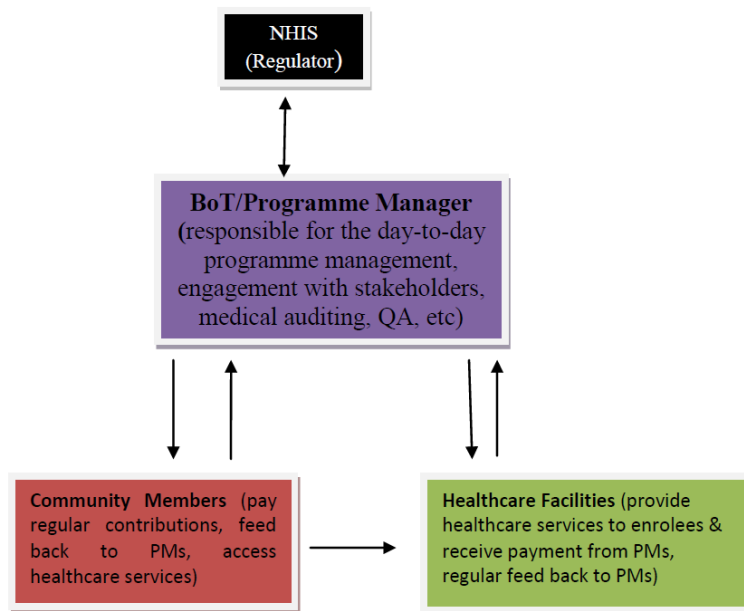 NHIS
(Regulator)
BoT/Programme Manager
(responsible for the day-to-day
programme management,
engagement with stakeholders,
medical auditing, QA, etc)
Community Members (pay
regular contributions, feed
back to PMs, access
healthcare services)
Healthcare Facilities (provide
healthcare services to enrolees &
receive payment from PMs,
regular feed back to PMs)